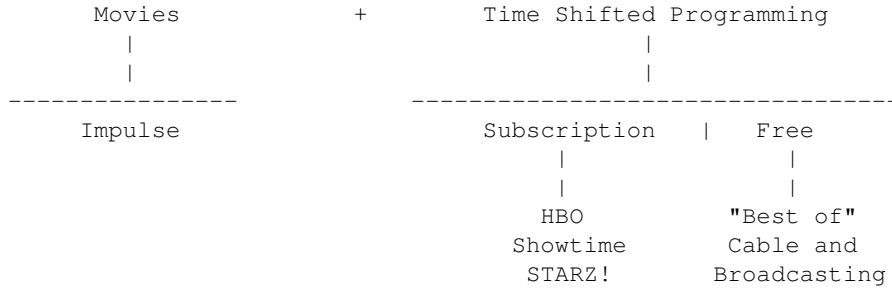 Movies + Time Shifted Programming
Impulse Subscription | Free
HBO "Best of"
Showtime Cable and
STARZ! Broadcasting